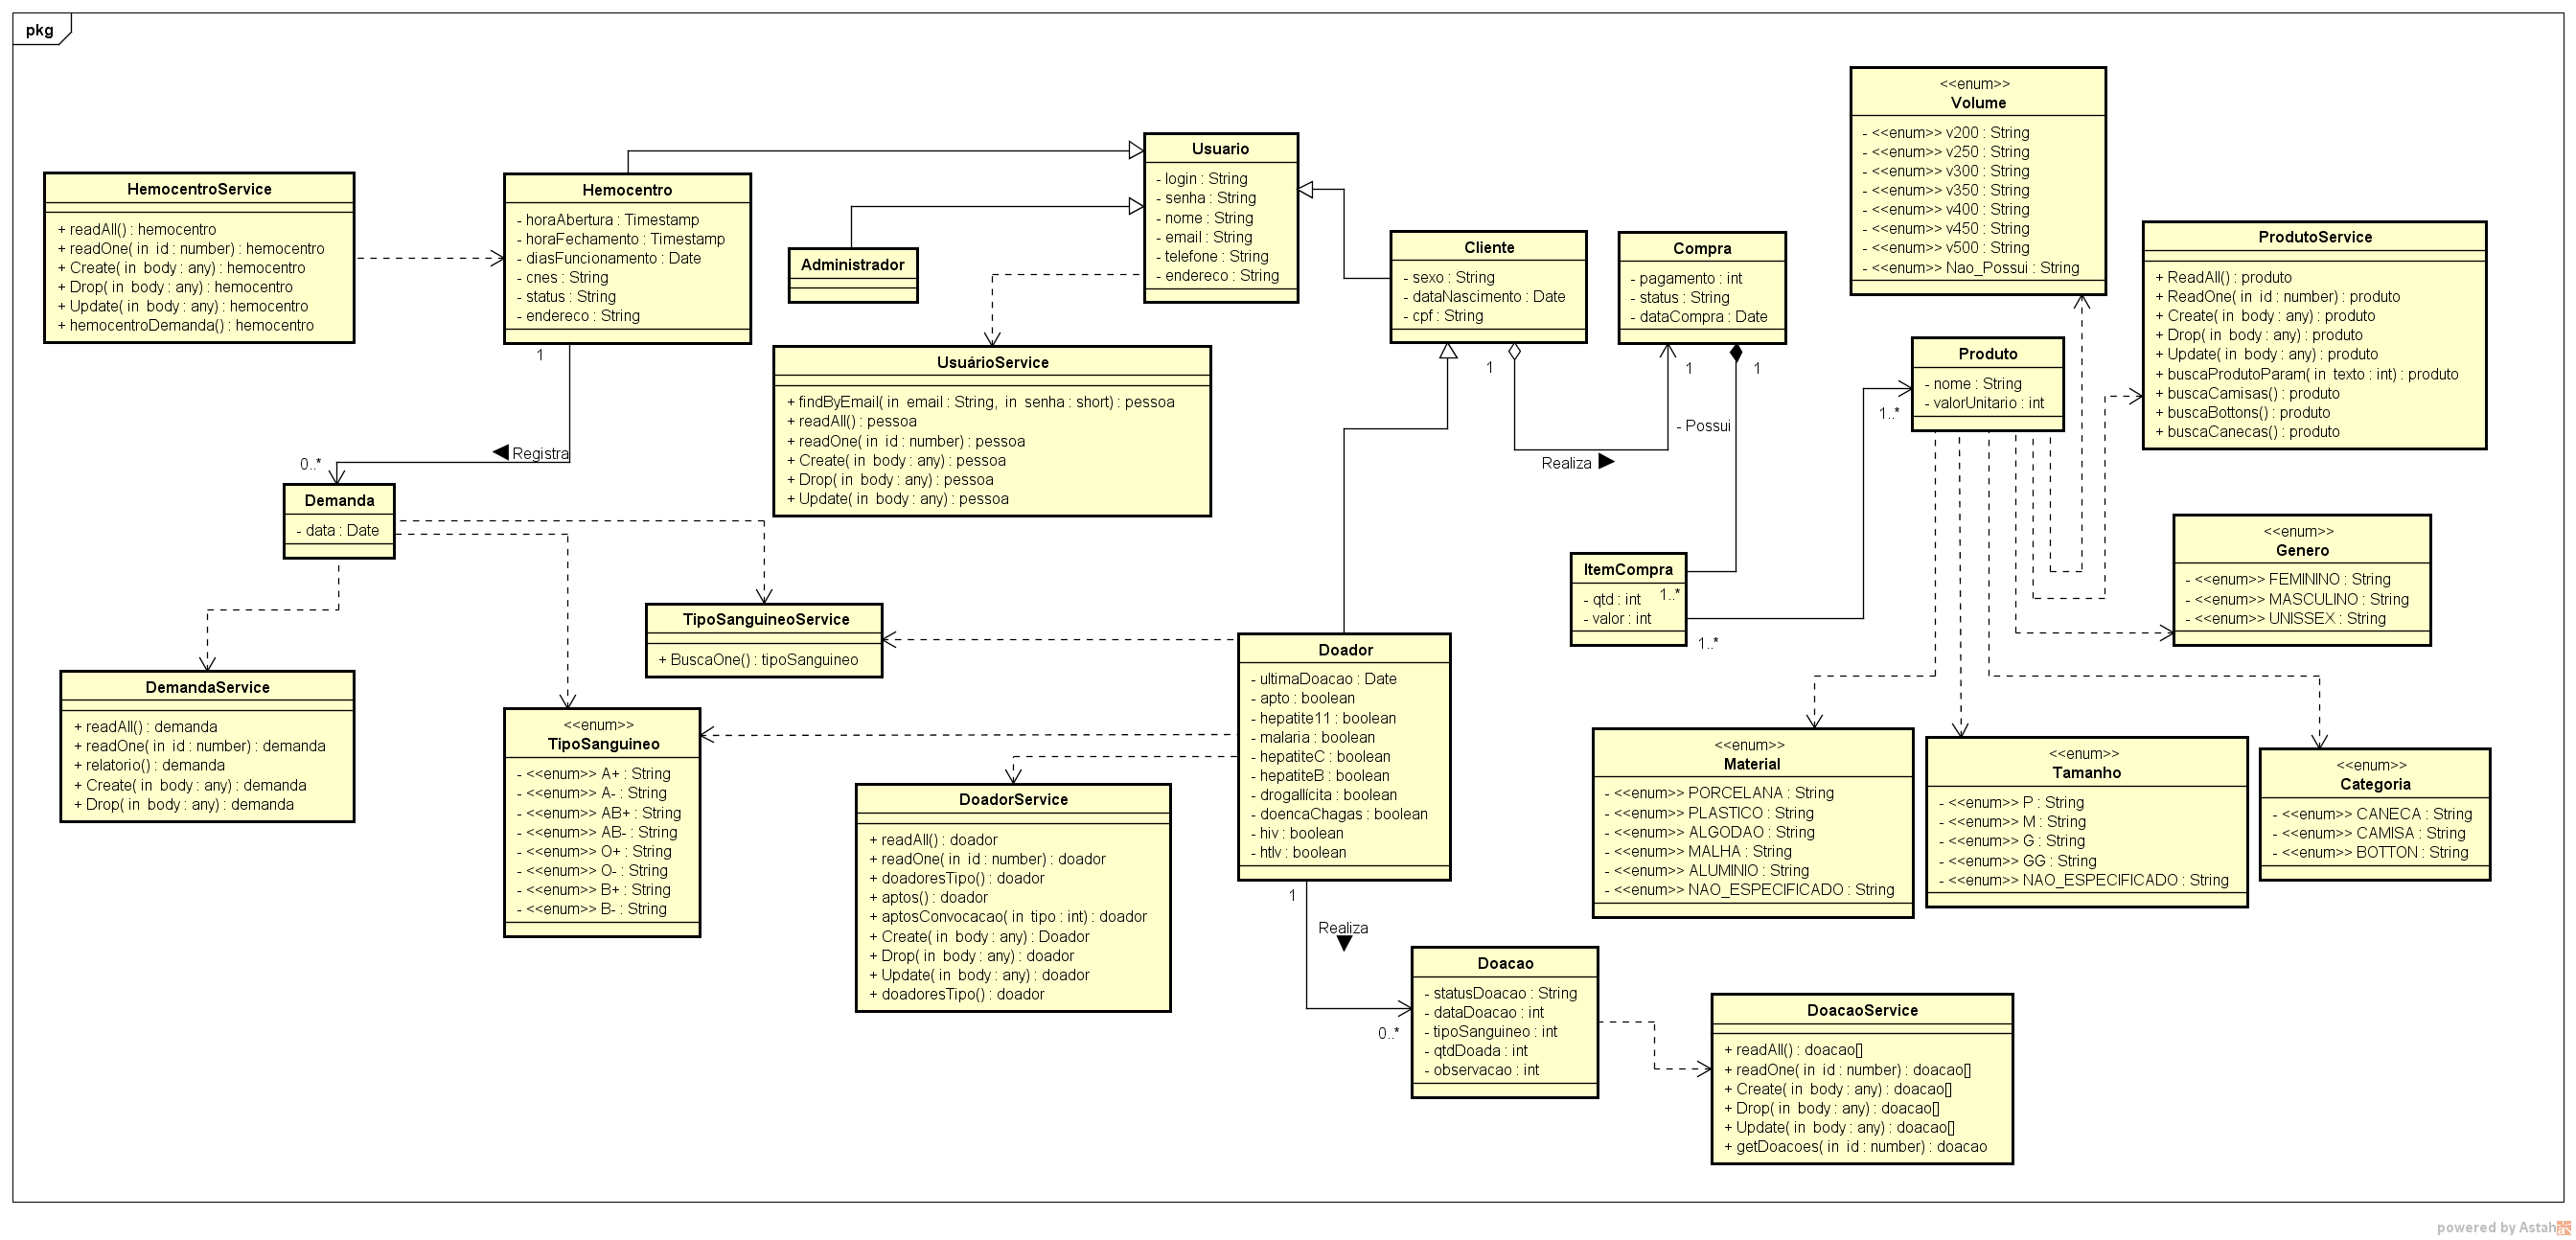 pkg
HemocentroService
+ readAll() : hemocentro
+ readOne( in id : number) : hemocentro
+ Create( in body : any) : hemocentro
+ Drop( in body : any) : hemocentro
+ Update( in body : any) : hemocentro
+ hemocentroDemanda() : hemocentro
Hemocentro
- horaAbertura : Timestamp
- horaFechamento : Timestamp
- diasFuncionamento : Date
- cnes : String
- status : String
- endereco : String
1
Registra
0..*
Administrador
Usuario
- login : String
- senha : String
- nome : String
- email : String
- telefone : String
- endereco : String
UsuárioService
+ findByEmail( in email : String, in senha : short) : pessoa
+ readAll() : pessoa
+ readOne( in id : number) : pessoa
+ Create( in body : any) : pessoa
+ Drop( in body : any) : pessoa
+ Update( in body : any) : pessoa
Cliente
- sexo : String
- dataNascimento : Date
- cpf : String
1
Realiza
1
Compra
- pagamento : int
- status : String
- dataCompra : Date
1
- Possui
<<enum>>
Volume
- <<enum>> v200 : String
- <<enum>> v250 : String
- <<enum>> v300 : String
- <<enum>> v350 : String
- <<enum>> v400 : String
- <<enum>> v450 : String
- <<enum>> v500 : String
- <<enum>> Nao_Possui : String
Produto
- nome : String
- valorUnitario : int
1..*
ProdutoService
+ ReadAll() : produto
+ ReadOne( in id : number) : produto
+ Create( in body : any) : produto
+ Drop( in body : any) : produto
+ Update( in body : any) : produto
+ buscaProdutoParam( in texto : int) : produto
+ buscaCamisas() : produto
+ buscaBottons() : produto
+ buscaCanecas() : produto
Demanda
- data : Date
DemandaService
+ readAll() : demanda
+ readOne( in id : number) : demanda
+ relatorio() : demanda
+ Create( in body : any) : demanda
+ Drop( in body : any) : demanda
TipoSanguineoService
+ BuscaOne() : tipoSanguineo
<<enum>>
TipoSanguineo
- <<enum>> A+ : String
- <<enum>> A- : String
- <<enum>> AB+ : String
- <<enum>> AB- : String
- <<enum>> O+ : String
- <<enum>> O- : String
- <<enum>> B+ : String
- <<enum>> B- : String
DoadorService
+ readAll() : doador
+ readOne( in id : number) : doador
+ doadoresTipo() : doador
+ aptos() : doador
+ aptosConvocacao( in tipo : int) : doador
+ Create( in body : any) : Doador
+ Drop( in body : any) : doador
+ Update( in body : any) : doador
+ doadoresTipo() : doador
Doador
- ultimaDoacao : Date
- apto : boolean
- hepatite11 : boolean
- malaria : boolean
- hepatiteC : boolean
- hepatiteB : boolean
- drogaIlícita : boolean
- doencaChagas : boolean
- hiv : boolean
- htlv : boolean
1
Realiza
0..*
ItemCompra
- qtd : int
- valor : int
1..*
1..*
<<enum>>
Genero
- <<enum>> FEMININO : String
- <<enum>> MASCULINO : String
- <<enum>> UNISSEX : String
<<enum>>
Material
- <<enum>> PORCELANA : String
- <<enum>> PLASTICO : String
- <<enum>> ALGODAO : String
- <<enum>> MALHA : String
- <<enum>> ALUMINIO : String
- <<enum>> NAO_ESPECIFICADO : String
<<enum>>
Tamanho
- <<enum>> P : String
- <<enum>> M : String
- <<enum>> G : String
- <<enum>> GG : String
- <<enum>> NAO_ESPECIFICADO : String
<<enum>>
Categoria
- <<enum>> CANECA : String
- <<enum>> CAMISA : String
- <<enum>> BOTTON : String
Doacao
- statusDoacao : String
- dataDoacao : int
- tipoSanguineo : int
- qtdDoada : int
- observacao : int
DoacaoService
+ readAll() : doacao[]
+ readOne( in id : number) : doacao[]
+ Create( in body : any) : doacao[]
+ Drop( in body : any) : doacao[]
+ Update( in body : any) : doacao[]
+ getDoacoes( in id : number) : doacao
powered by Astah